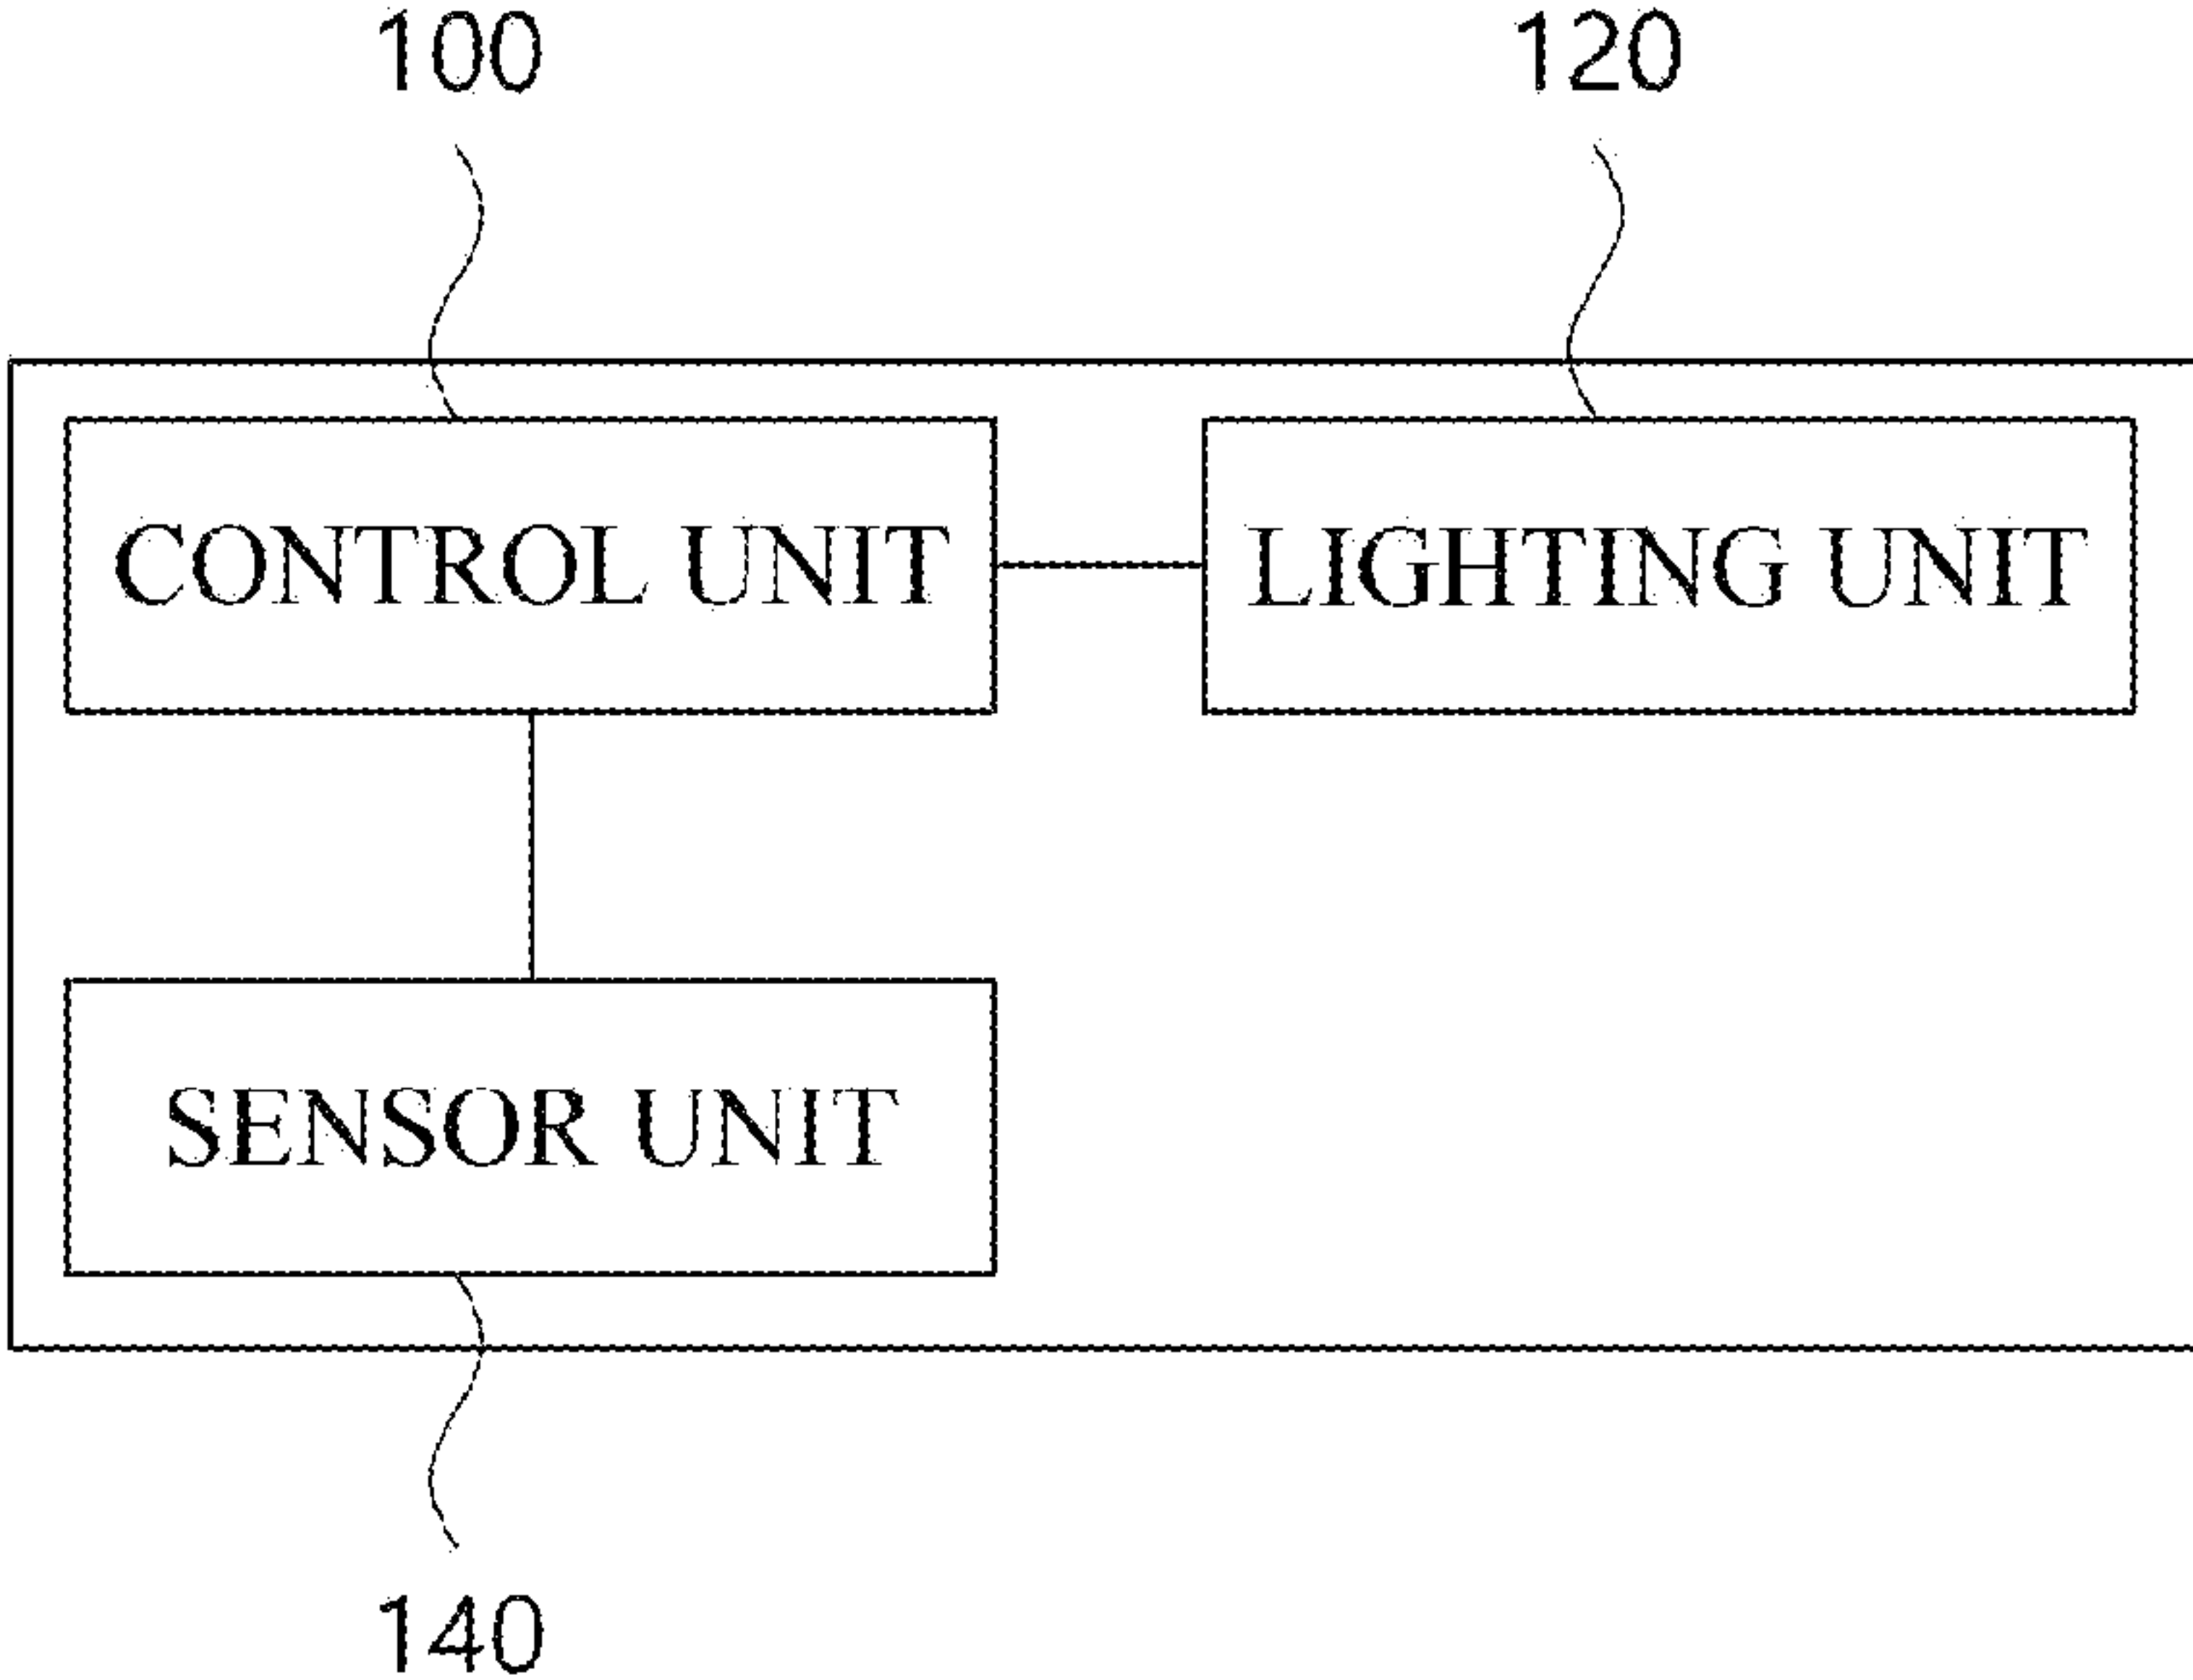 100
120
CONTROL UNIT
LIGHTING UNIT
SENSOR UNIT
140